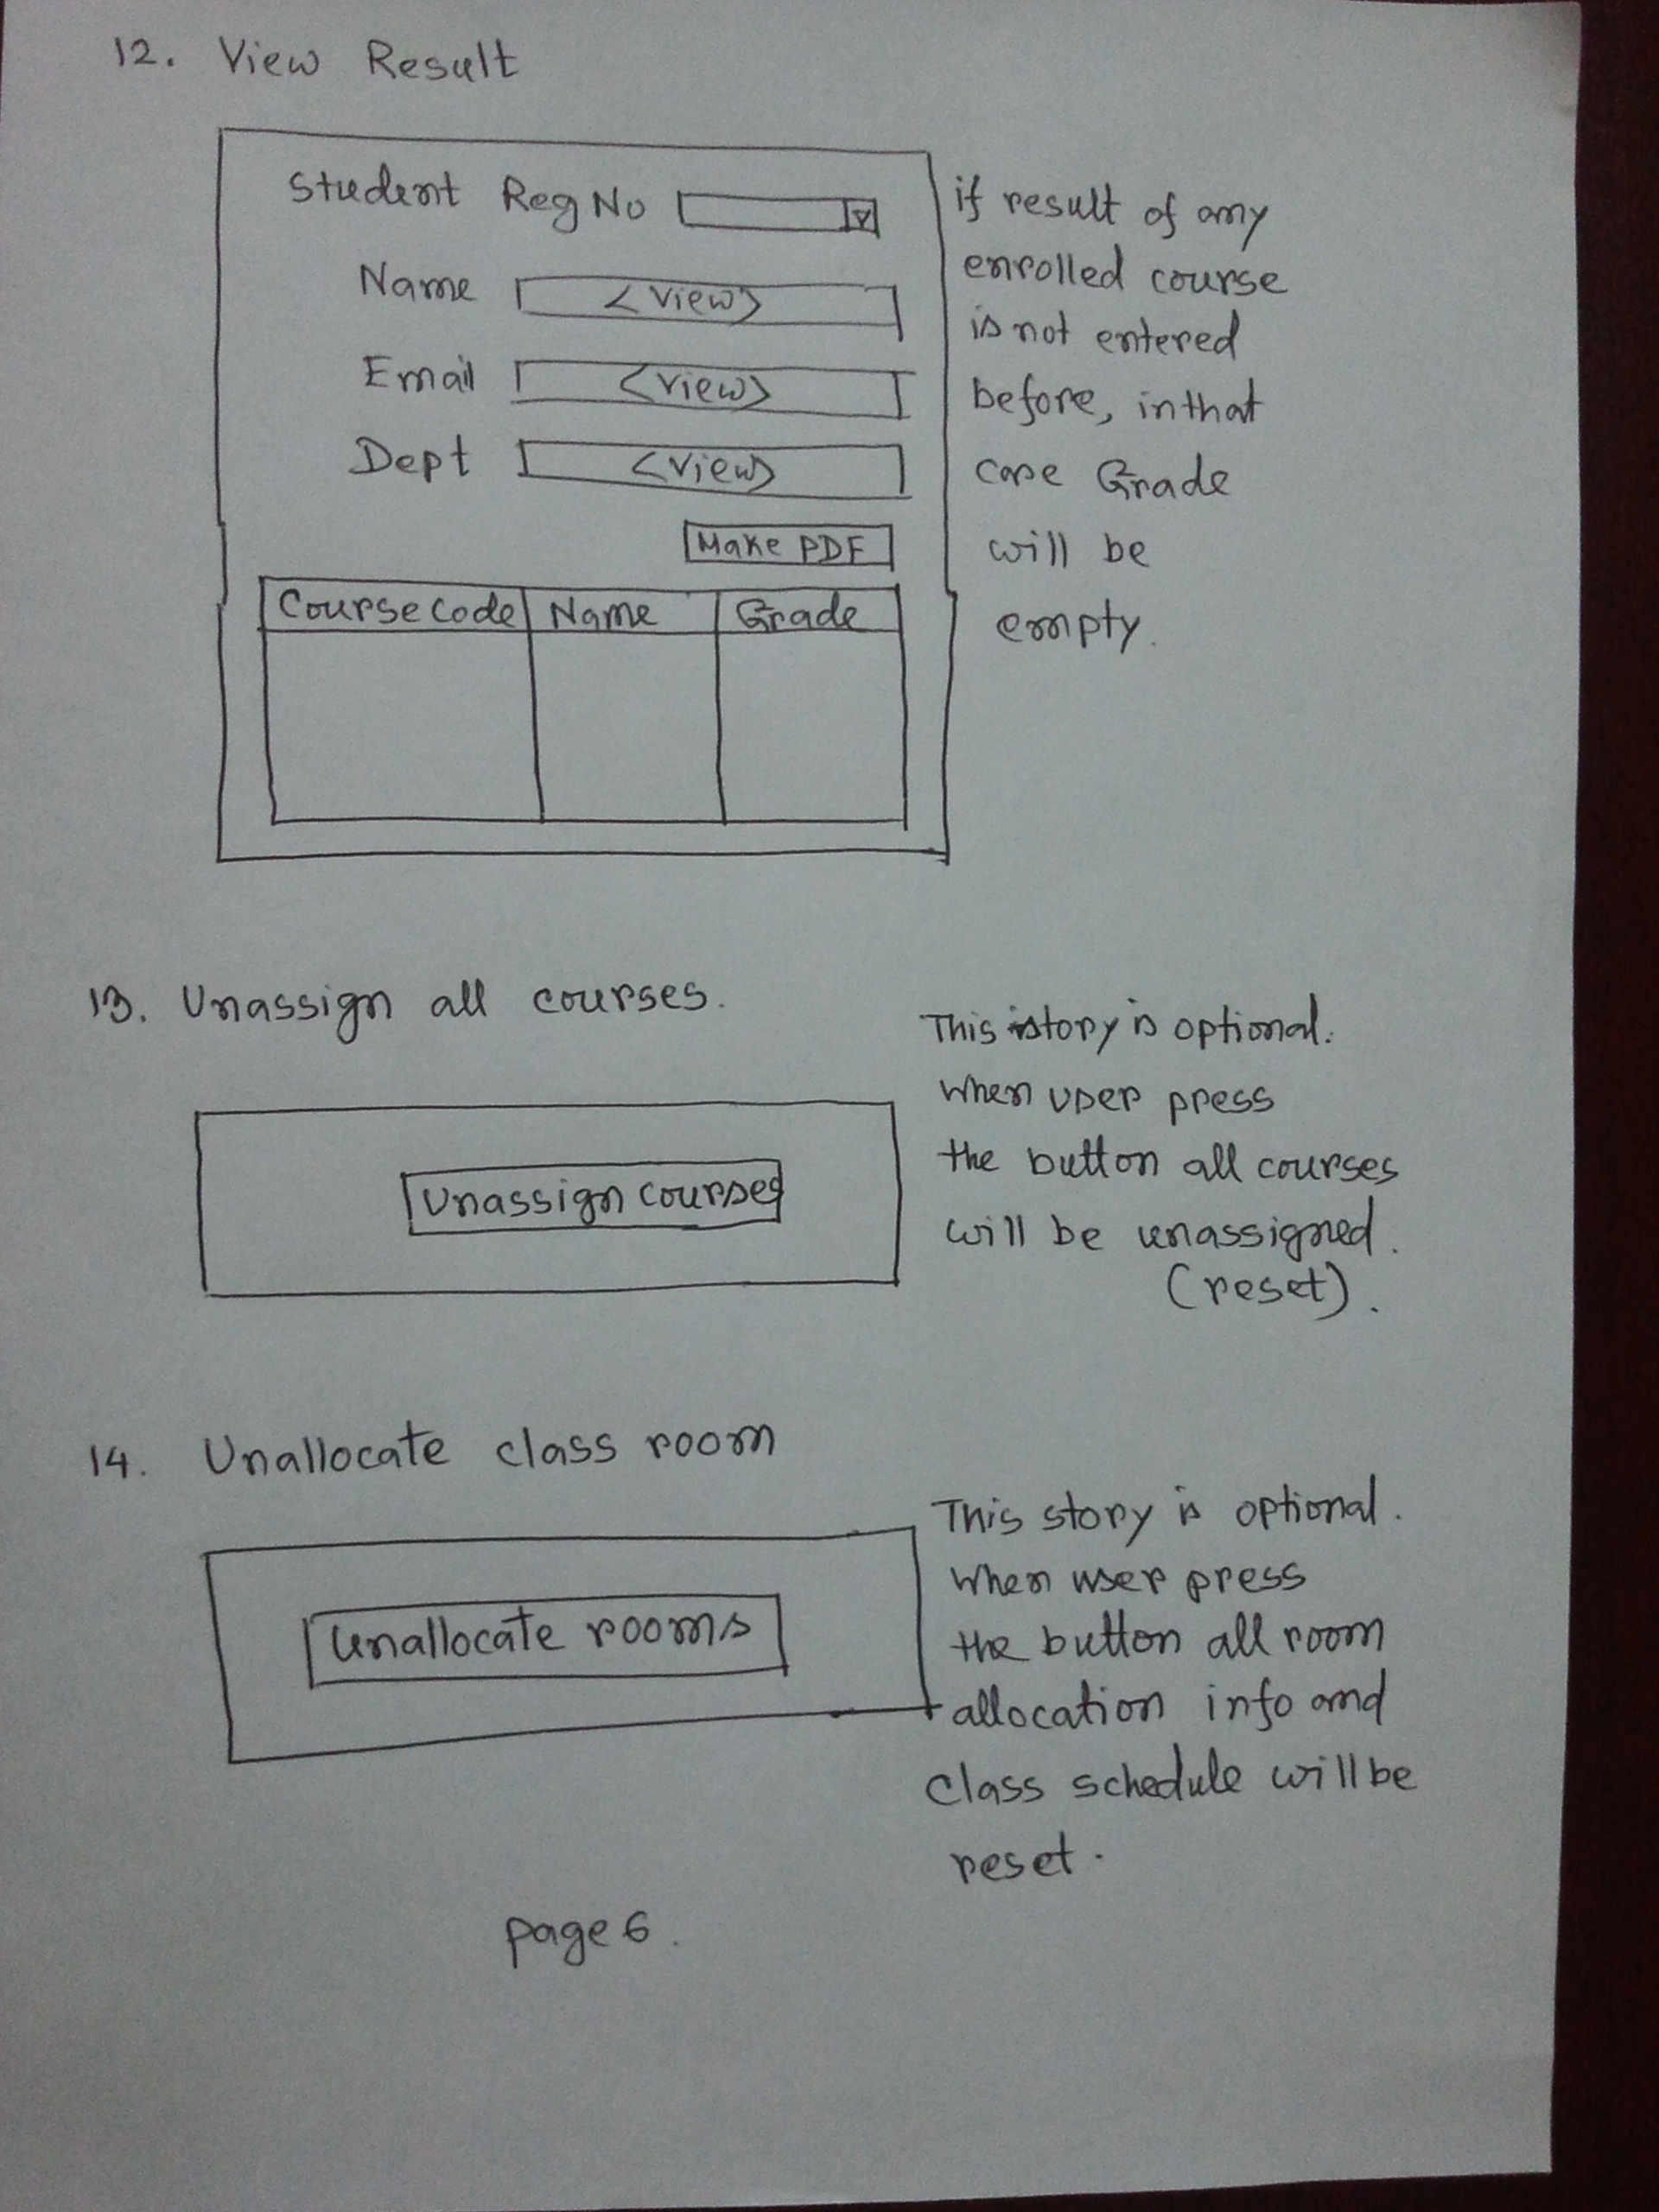 12. View Result
Student Reg No
Name <view>
Email <view>
Dept <view>
Make PDF
Course Code Name Grade
if result of any
enrolled course
is not entered
before, in that
case Grade
will be
empty.
13. Unassign all courses.
Unassign courses
This story is optional.
When user press
the button all courses
will be unassigned.
(reset).
14. Unallocate class room
Unallocate rooms
This story is optional.
When user press
the button all room
allocation info and
class schedule will be
reset.
page 6.